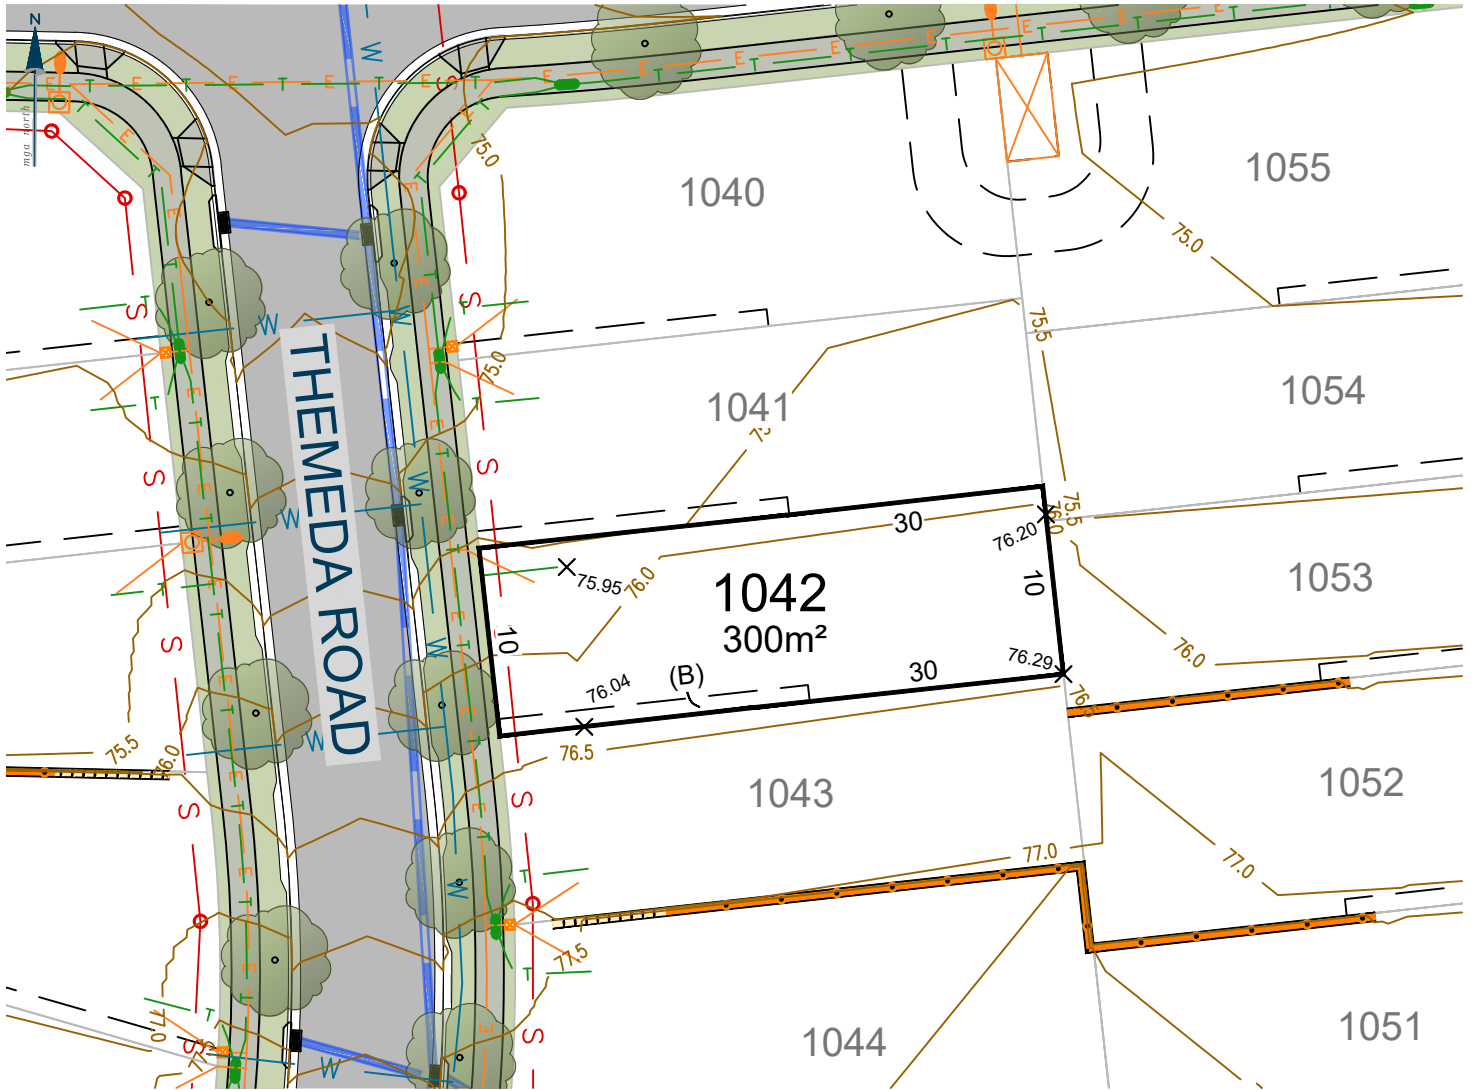 N
mga north
THEMEDA ROAD
1040
1055
75.0
75.0
75.0
75.5
1041
1054
30
75.5
76.0
76.20
75.95
76.0
1042
300m²
10
10
1053
76.04
(B)
76.29
30
76.0
76.5
75.5
76.0
1043
1052
77.0
77.0
77.5
77.0
1044
1051
S
S
S
S
S
S
S
S
S
S
W
W
W
W
W
W
W
W
W
W
E
E
E
E
E
E
E
E
T
T
T
T
T
T
T
T